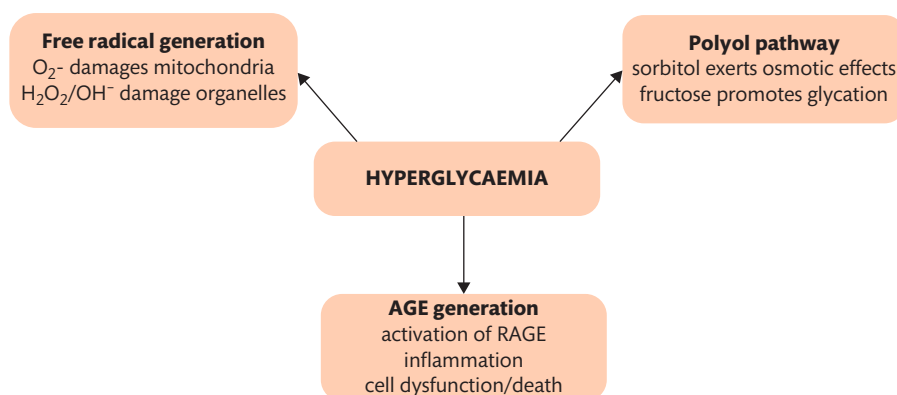 Free radical generation
O₂- damages mitochondria
H₂O₂/OH⁻ damage organelles
Polyol pathway
sorbitol exerts osmotic effects
fructose promotes glycation
HYPERGLYCAEMIA
AGE generation
activation of RAGE
inflammation
cell dysfunction/death